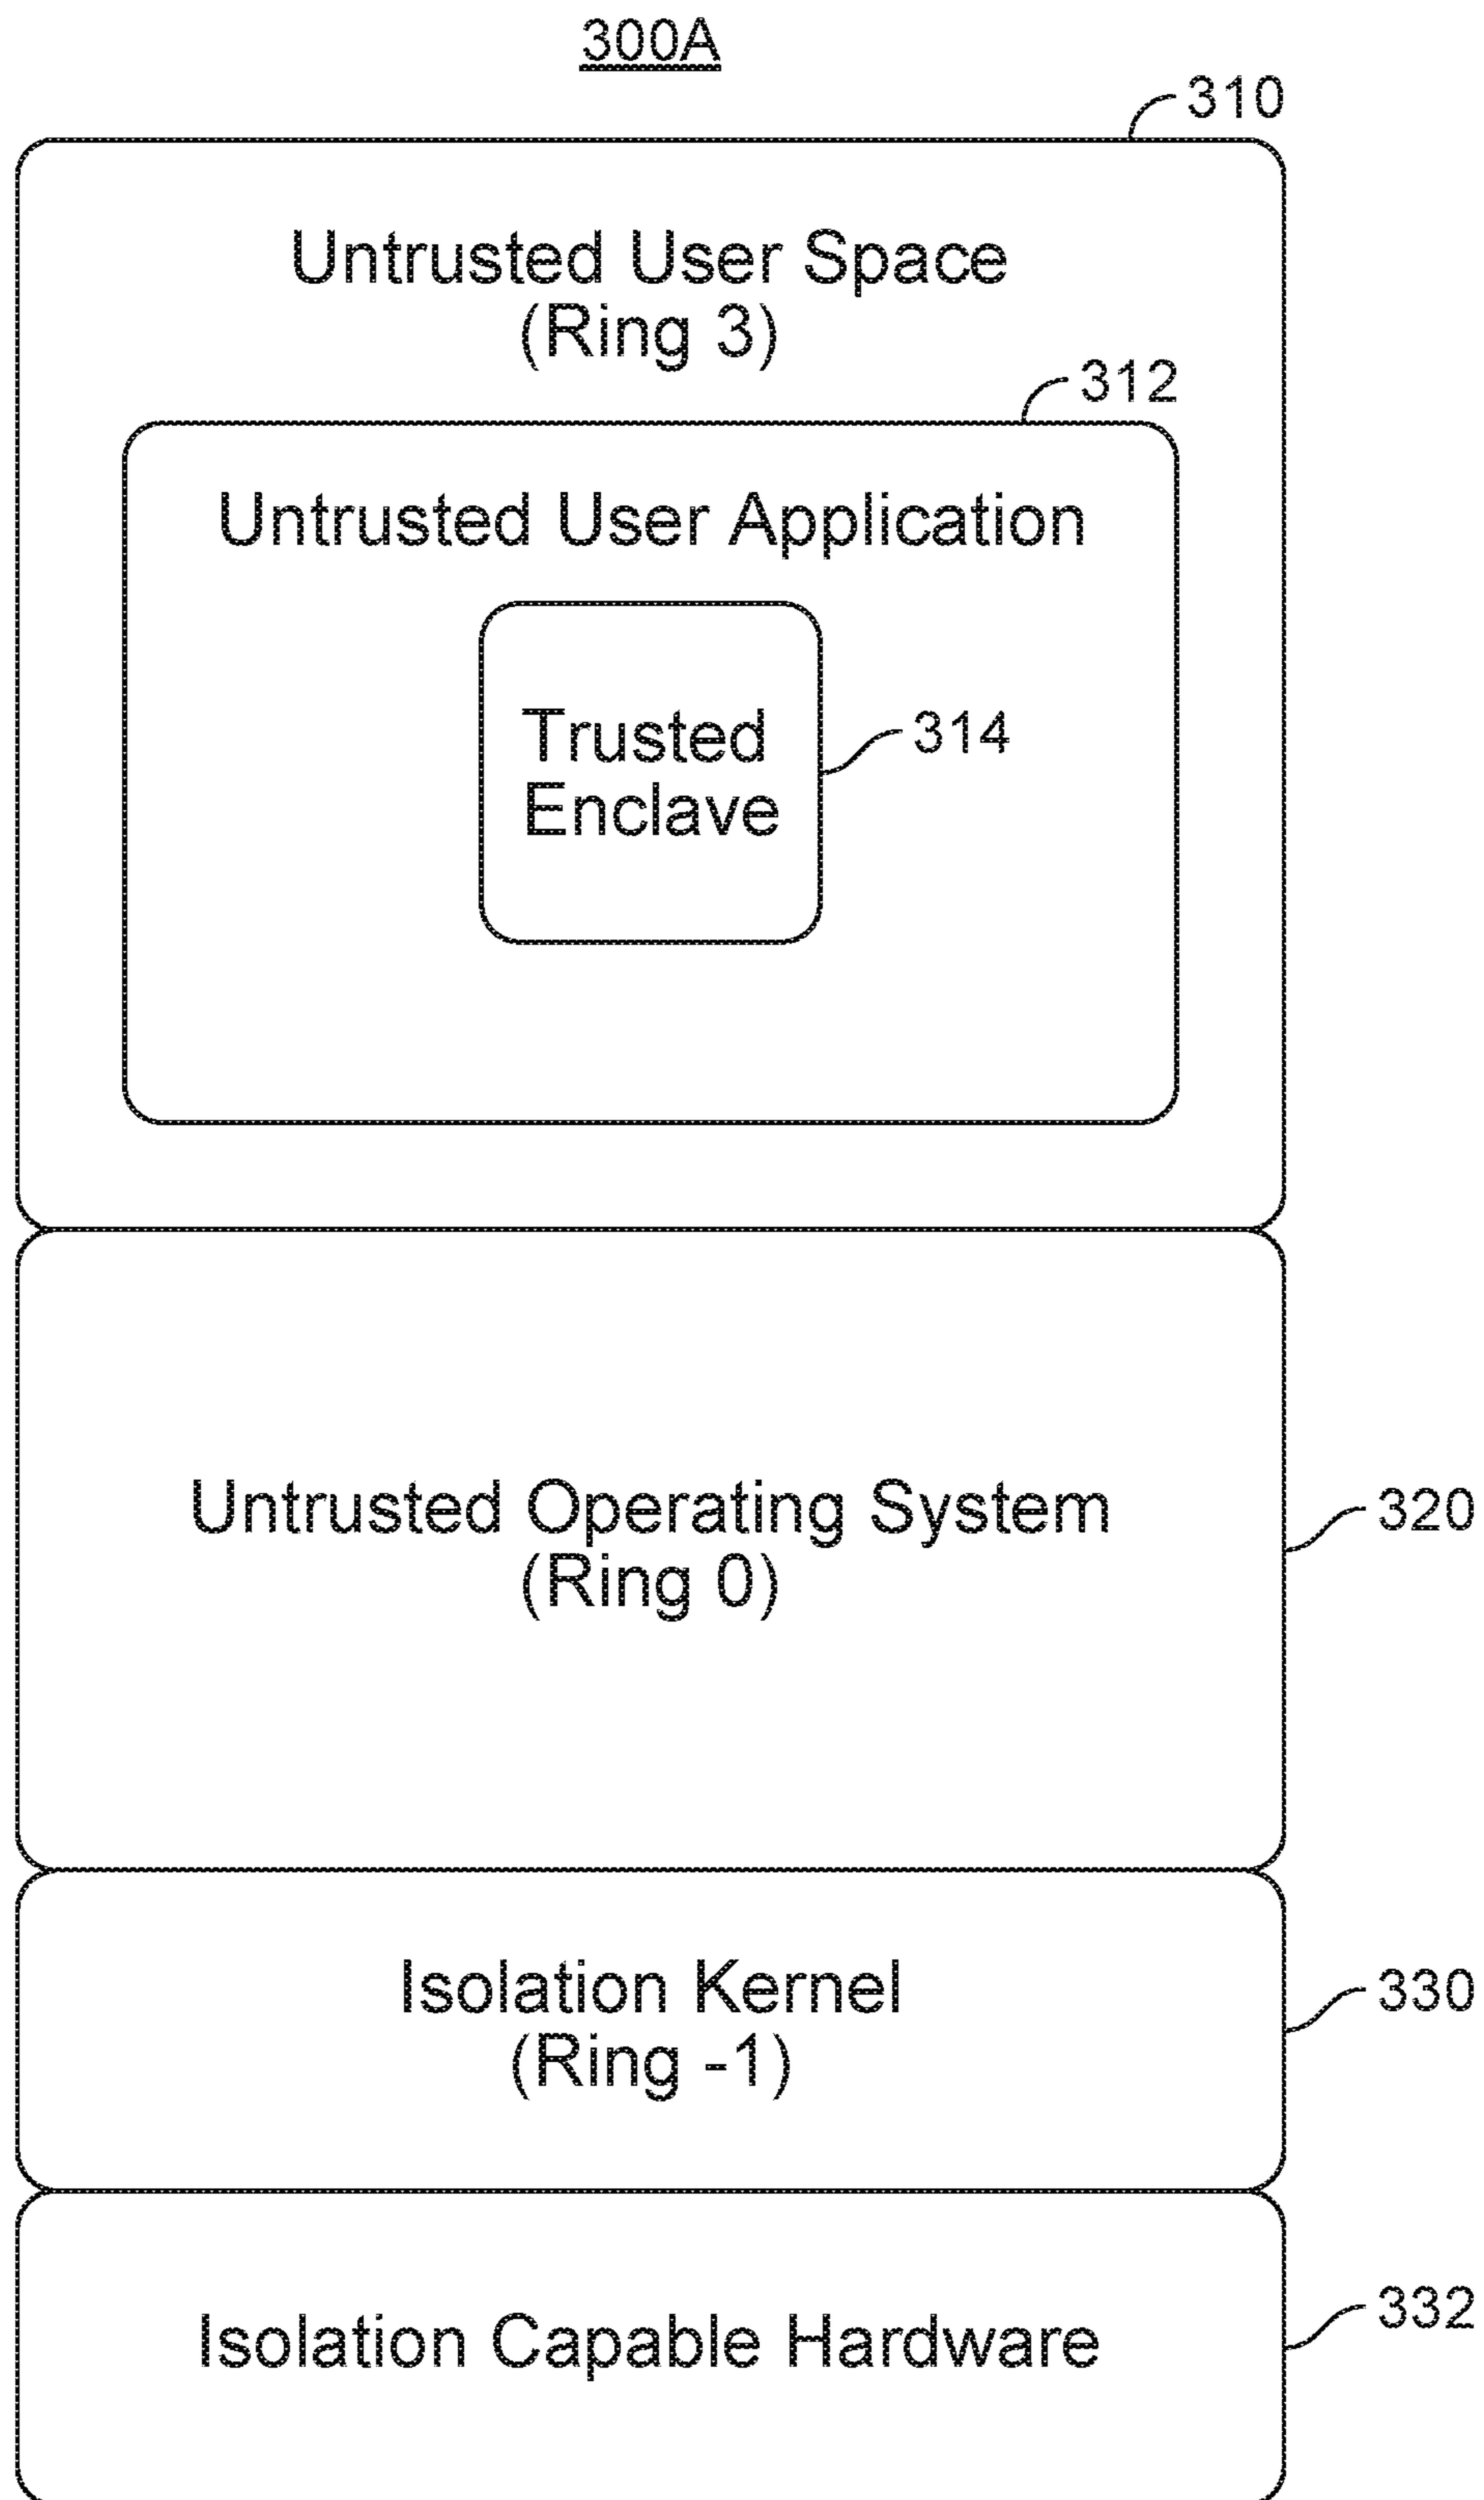 300A
310
Untrusted User Space
(Ring 3)
312
Untrusted User Application
Trusted
Enclave
314
Untrusted Operating System
(Ring 0)
320
Isolation Kernel
(Ring -1)
330
Isolation Capable Hardware
332